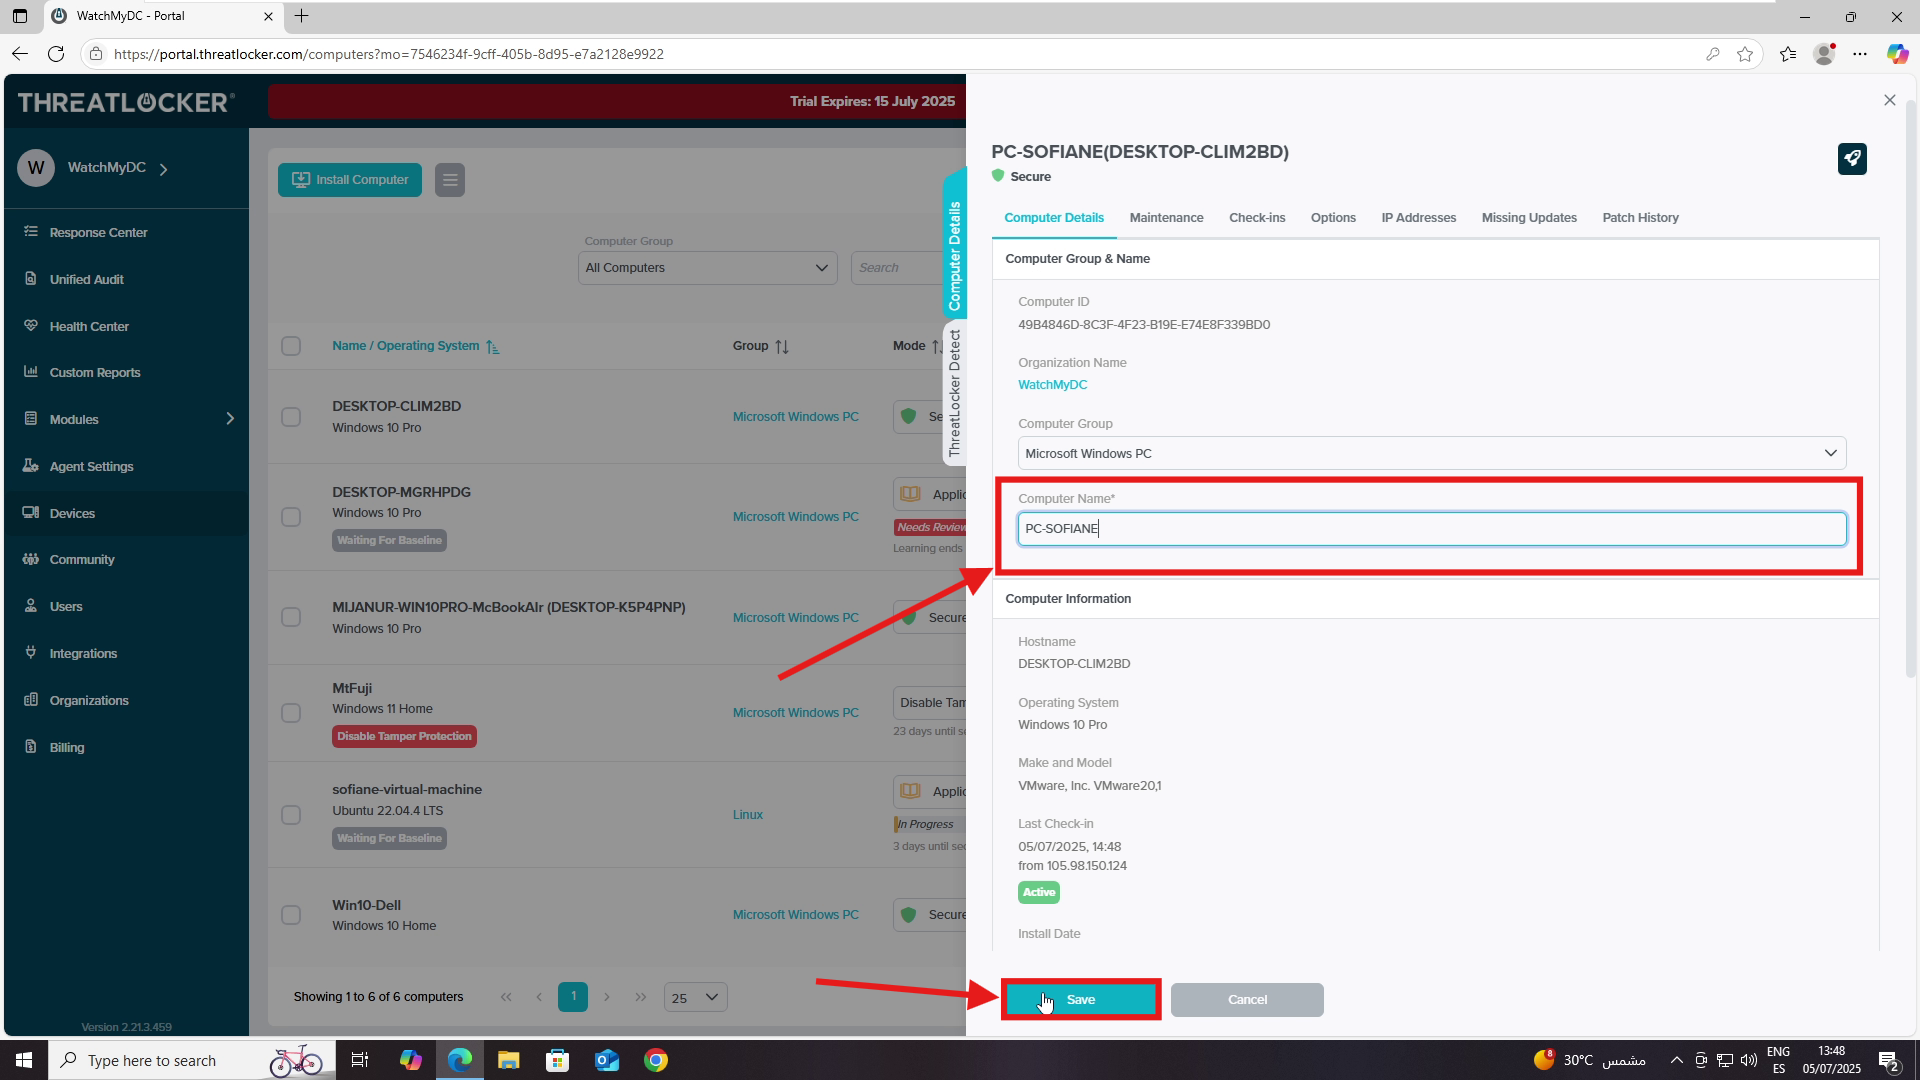 WatchMyDC - Portal
https://portal.threatlocker.com/computers?mo=7546234f-9cff-405b-8d95-e7a2128e9922
THREATLOCKER
Trial Expires: 15 July 2025
W WatchMyDC
Response Center
Unified Audit
Health Center
Custom Reports
Modules
Agent Settings
Devices
Community
Users
Integrations
Organizations
Billing
Version 2.21.3.459
Install Computer
Computer Group
All Computers
Search
Name / Operating System
Group
Mode
DESKTOP-CLIM2BD
Windows 10 Pro
Microsoft Windows PC
Se
DESKTOP-MGRHPDG
Windows 10 Pro
Waiting For Baseline
Microsoft Windows PC
Applic
Needs Review
Learning ends
MIJANUR-WIN10PRO-McBookAIr (DESKTOP-K5P4PNP)
Windows 10 Pro
Microsoft Windows PC
Secure
MtFuji
Windows 11 Home
Disable Tamper Protection
Microsoft Windows PC
Disable Tam
23 days until se
sofiane-virtual-machine
Ubuntu 22.04.4 LTS
Waiting For Baseline
Linux
Applic
In Progress
3 days until sec
Win10-Dell
Windows 10 Home
Microsoft Windows PC
Secure
Showing 1 to 6 of 6 computers
1
25
Computer Details
ThreatLocker Detect
PC-SOFIANE(DESKTOP-CLIM2BD)
Secure
Computer Details Maintenance Check-ins Options IP Addresses Missing Updates Patch History
Computer Group & Name
Computer ID
49B4846D-8C3F-4F23-B19E-E74E8F339BD0
Organization Name
WatchMyDC
Computer Group
Microsoft Windows PC
Computer Name*
PC-SOFIANE
Computer Information
Hostname
DESKTOP-CLIM2BD
Operating System
Windows 10 Pro
Make and Model
VMware, Inc. VMware20,1
Last Check-in
05/07/2025, 14:48
from 105.98.150.124
Active
Install Date
Save
Cancel
Type here to search
8
30°C مشمس
ENG
ES
13:48
05/07/2025
2